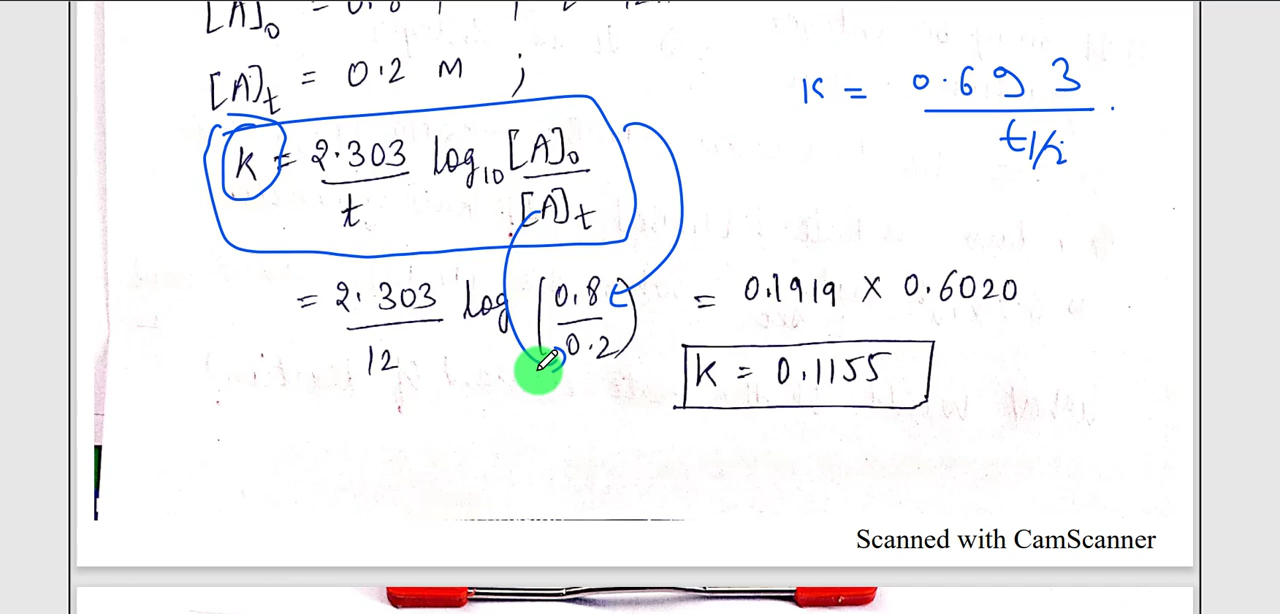 [A]₀
[A]t = 0.2 M ;
K = 2.303/t log₁₀ [A]₀/[A]t
K = 0.693/t1/2
= 2.303/12 log (0.8/0.2) = 0.1919 X 0.6020
K = 0.1155
Scanned with CamScanner